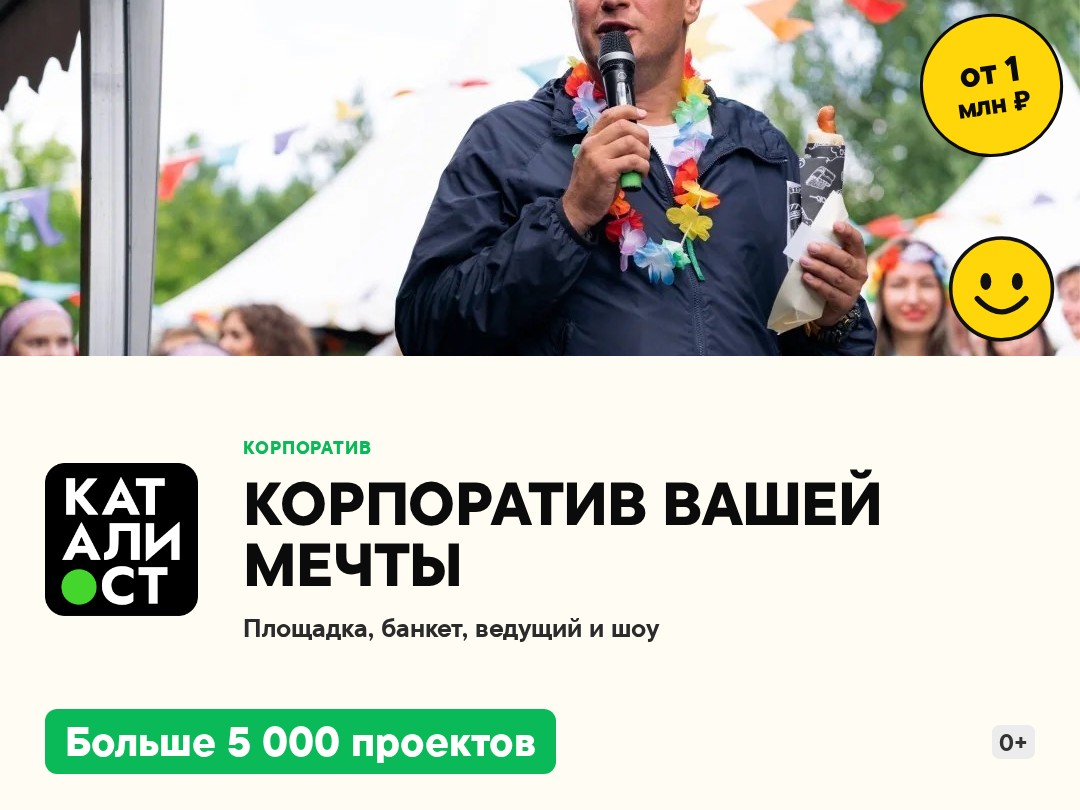 от 1
млн ₽
КОРПОРАТИВ
КАТ
АЛИ
СТ
КОРПОРАТИВ ВАШЕЙ
МЕЧТЫ
Площадка, банкет, ведущий и шоу
Больше 5 000 проектов
0+